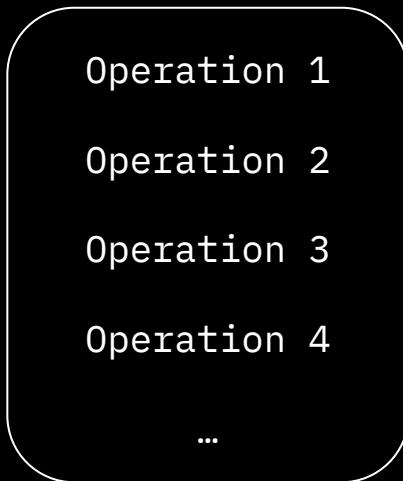 Operation 1
Operation 2
Operation 3
Operation 4
…